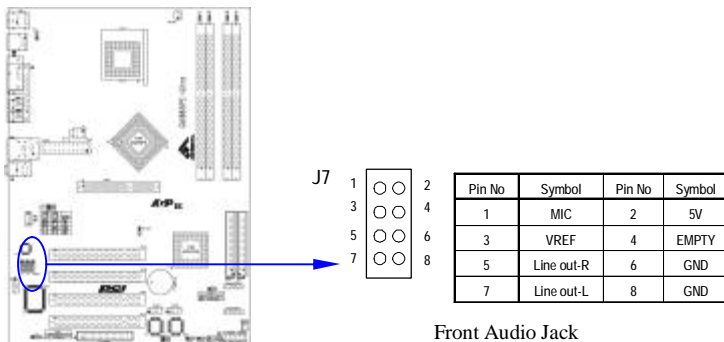 J7
1 2
3 4
5 6
7 8
Pin No Symbol Pin No Symbol
1 MIC 2 5V
3 VREF 4 EMPTY
5 Line out-R 6 GND
7 Line out-L 8 GND
Front Audio Jack